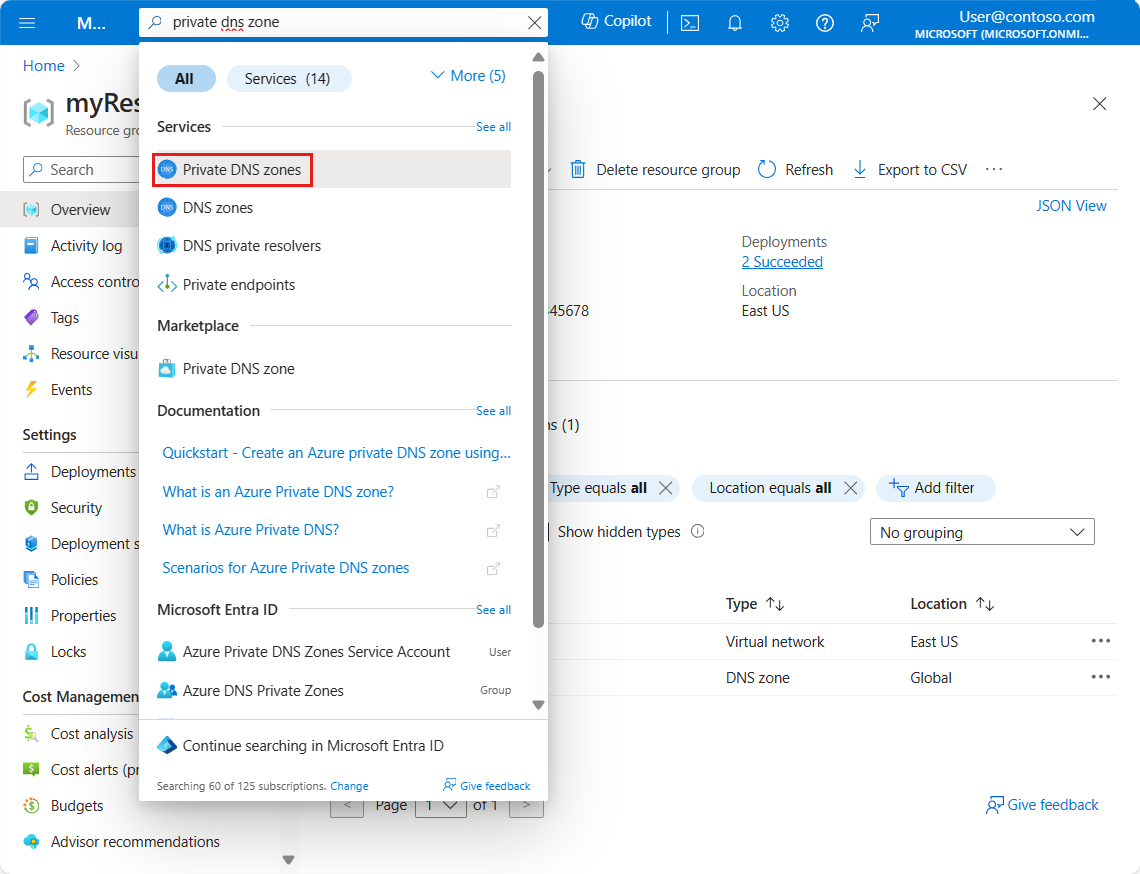 M...
private dns zone
Copilot
User@contoso.com
MICROSOFT (MICROSOFT.ONMI...
Home
myRes
Resource gro
Search
Overview
Activity log
Access contro
Tags
Resource visu
Events
Settings
Deployments
Security
Deployment s
Policies
Properties
Locks
Cost Managemen
Cost analysis
Cost alerts (pr
Budgets
Advisor recommendations
All
Services (14)
More (5)
Services
See all
DNS
Private DNS zones
DNS
DNS zones
DNS private resolvers
Private endpoints
Marketplace
Private DNS zone
Documentation
See all
Quickstart - Create an Azure private DNS zone using...
What is an Azure Private DNS zone?
What is Azure Private DNS?
Scenarios for Azure Private DNS zones
Microsoft Entra ID
See all
Azure Private DNS Zones Service Account
User
Azure DNS Private Zones
Group
Continue searching in Microsoft Entra ID
Searching 60 of 125 subscriptions. Change
Give feedback
Delete resource group
Refresh
Export to CSV
...
JSON View
Deployments
2 Succeeded
Location
East US
345678
ns (1)
Type equals all
Location equals all
Add filter
Show hidden types
No grouping
Type
Location
Virtual network
East US
...
DNS zone
Global
...
< Page 1 of 1 >
Give feedback